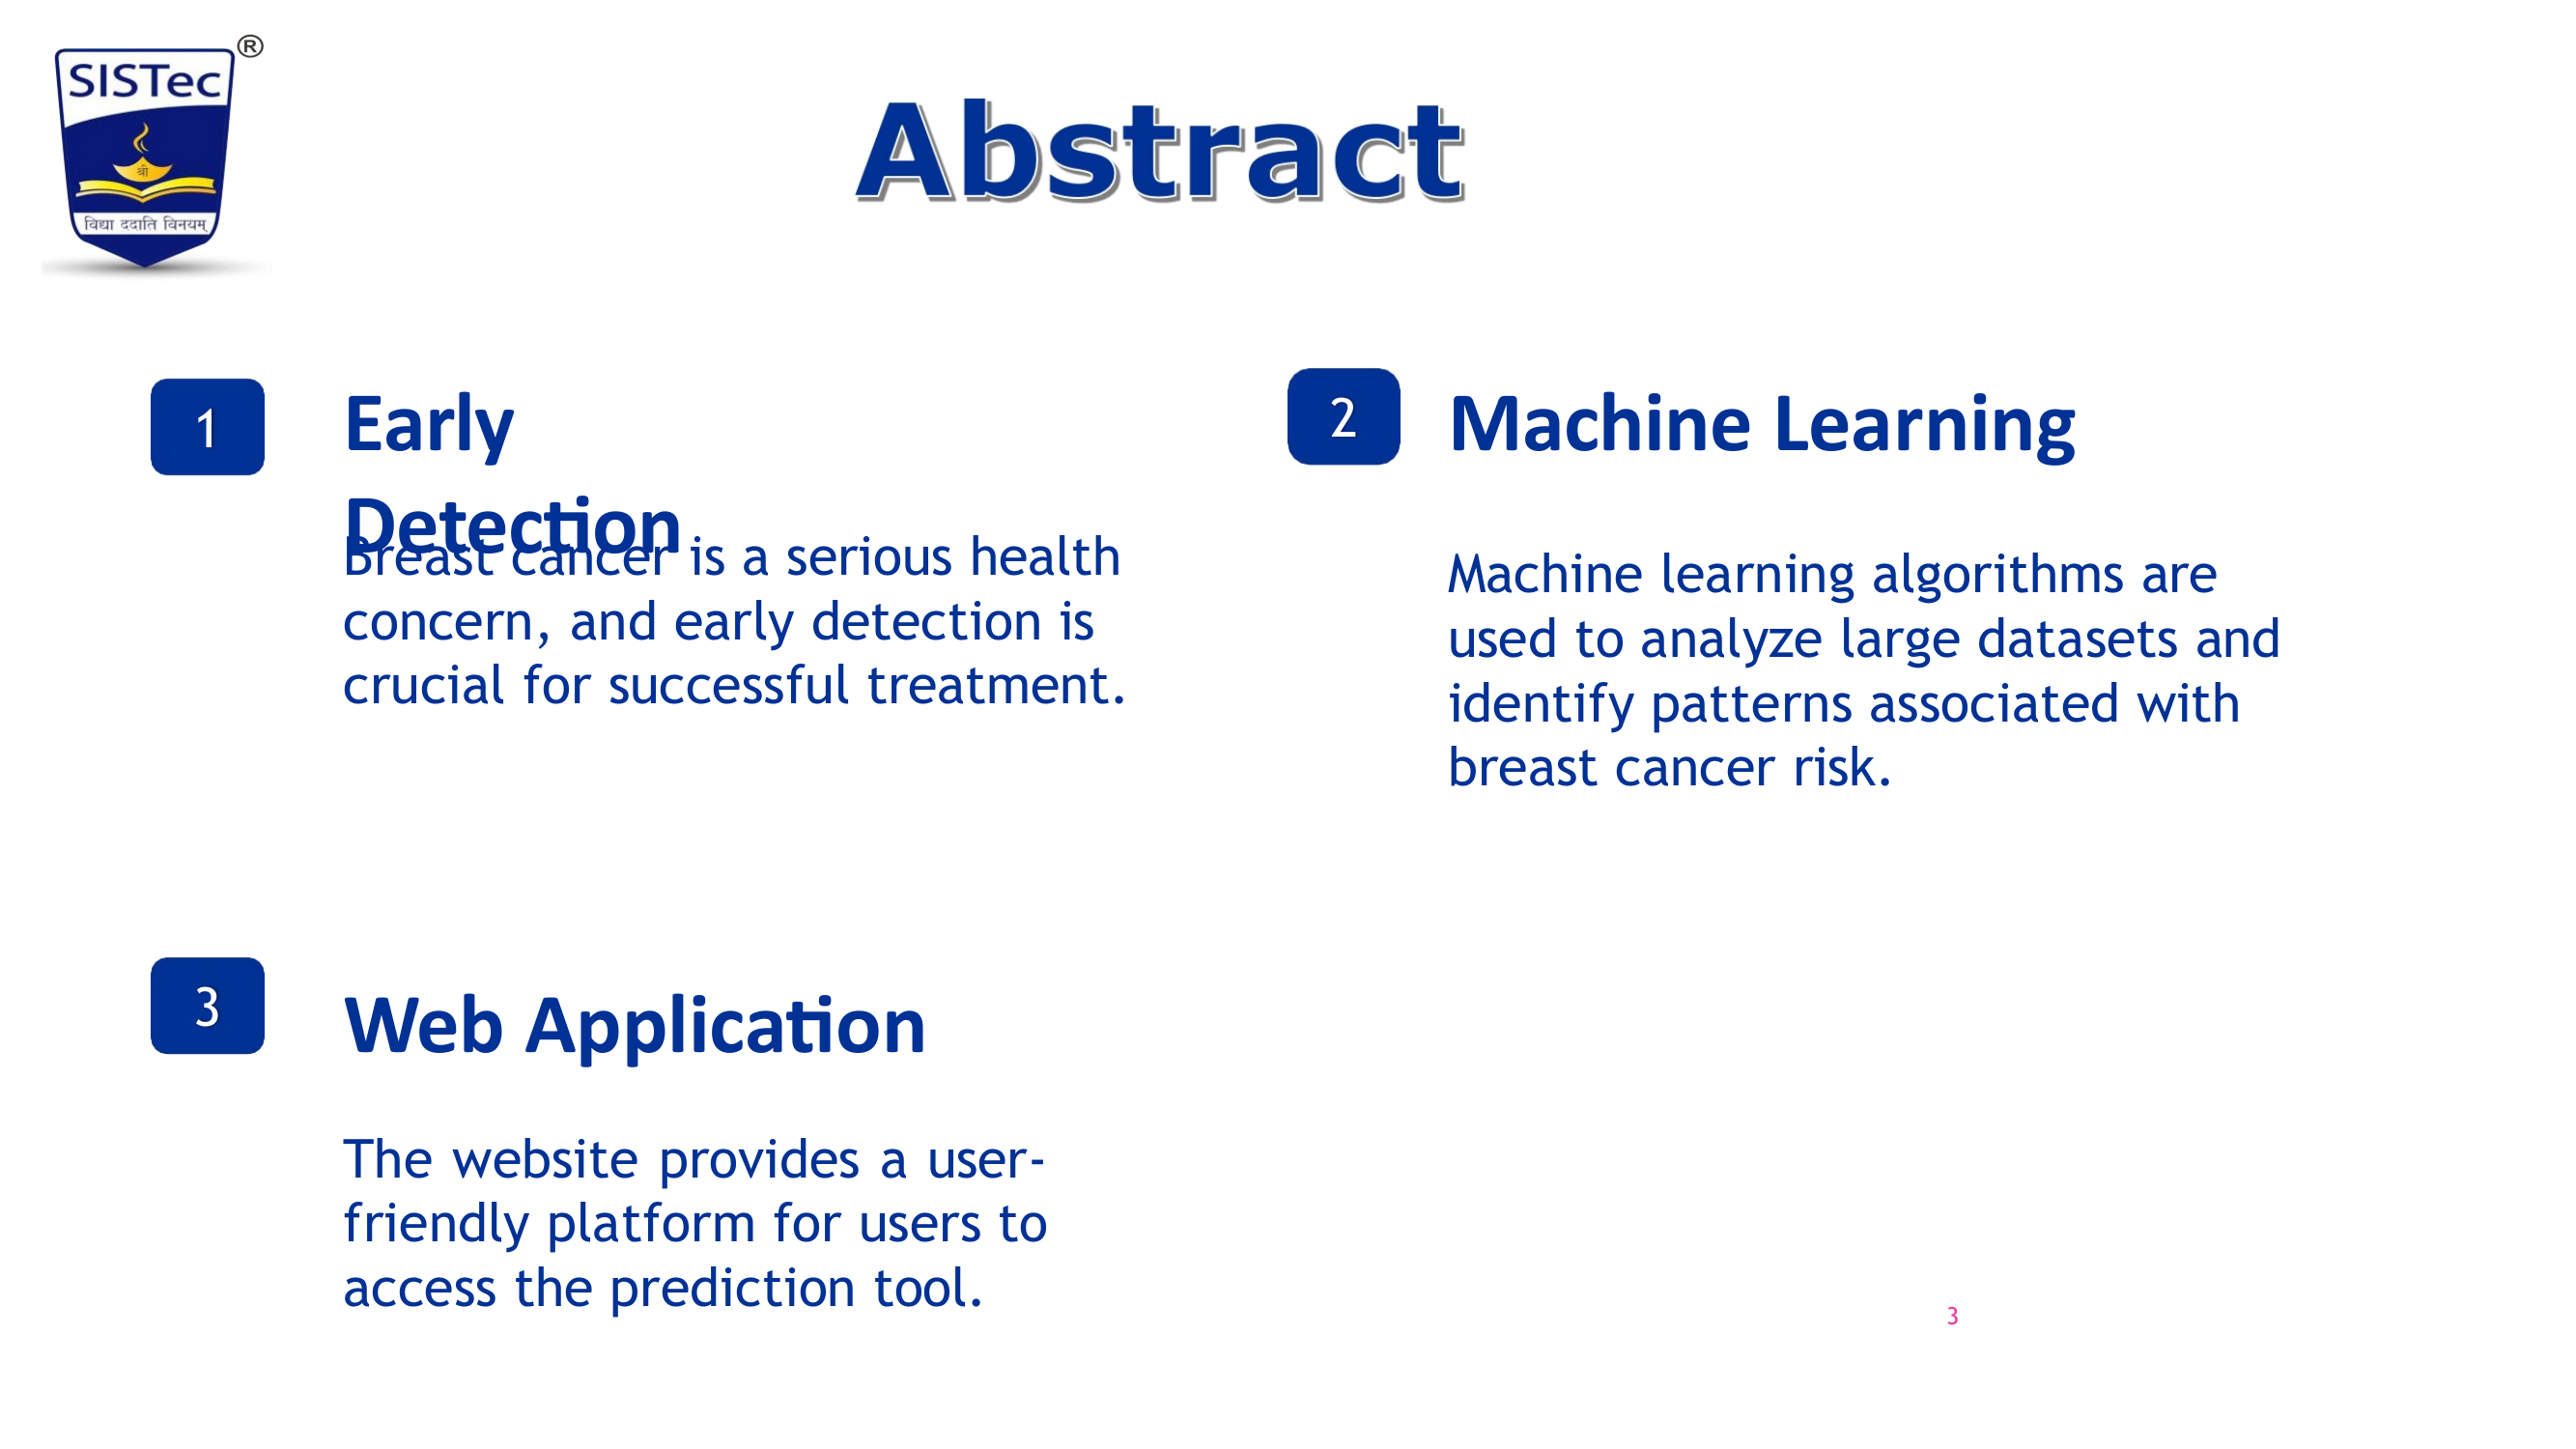 ®
SISTec
श्री
विद्या ददाति विनयम्
Abstract
1
Early
Detection
Breast cancer is a serious health
concern, and early detection is
crucial for successful treatment.
2
Machine Learning
Machine learning algorithms are
used to analyze large datasets and
identify patterns associated with
breast cancer risk.
3
Web Application
The website provides a user-
friendly platform for users to
access the prediction tool.
3